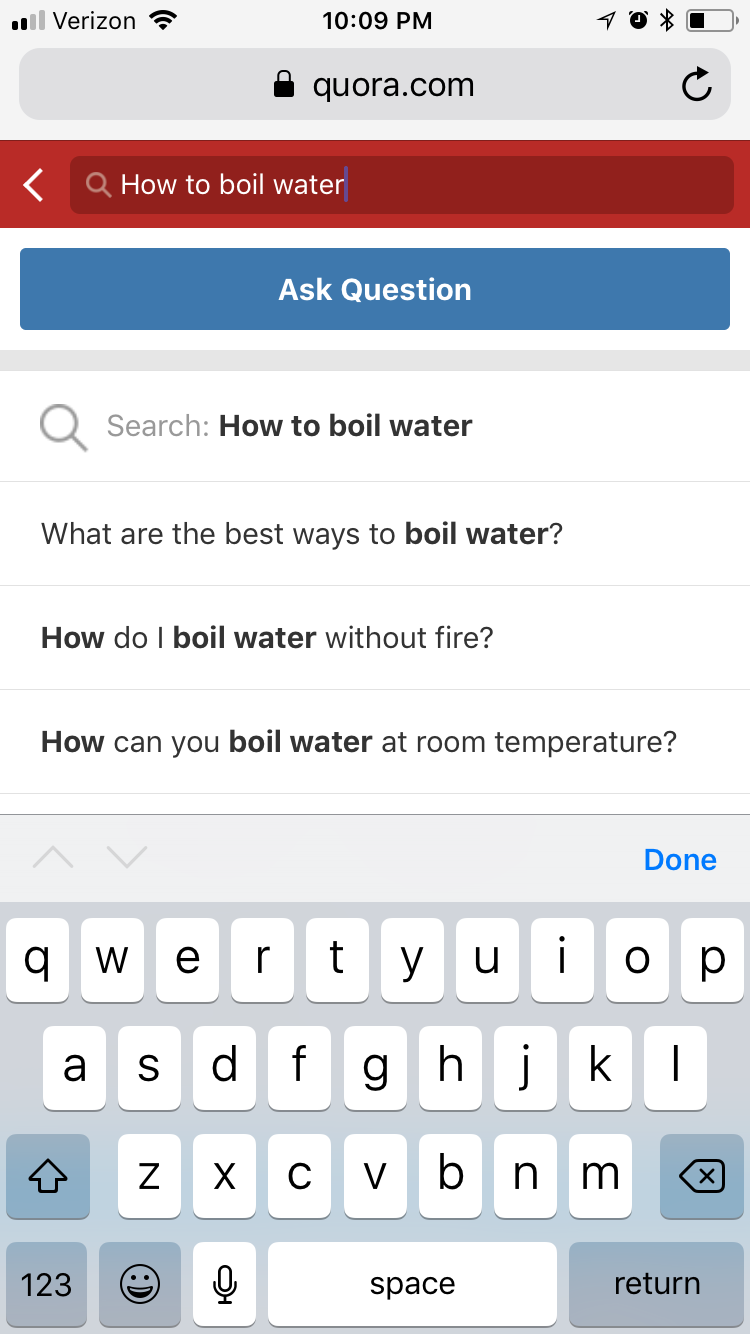 Verizon 10:09 PM
quora.com
How to boil water
Ask Question
Search: How to boil water
What are the best ways to boil water?
How do I boil water without fire?
How can you boil water at room temperature?
Done
q w e r t y u i o p
a s d f g h j k l
z x c v b n m
123 space return